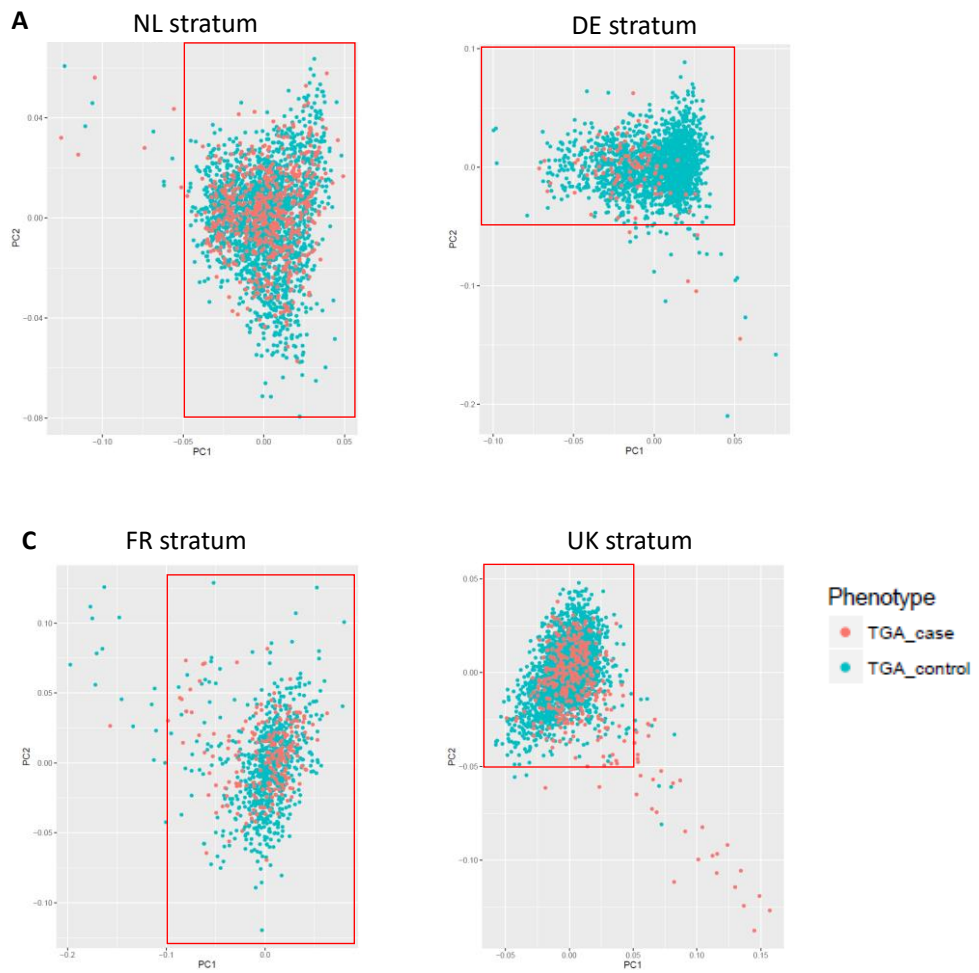 A NL stratum DE stratum
0.04
0.00
−0.04
−0.08
PC2
−0.10 −0.05 0.00 0.05
PC1
0.1
0.0
−0.1
−0.2
PC2
−0.10 −0.05 0.00 0.05
PC1
C FR stratum UK stratum
0.10
0.05
0.00
−0.05
−0.10
PC2
−0.2 −0.1 0.0
PC1
0.05
0.00
−0.05
−0.10
PC2
−0.05 0.00 0.05 0.10 0.15
PC1
Phenotype
TGA_case
TGA_control